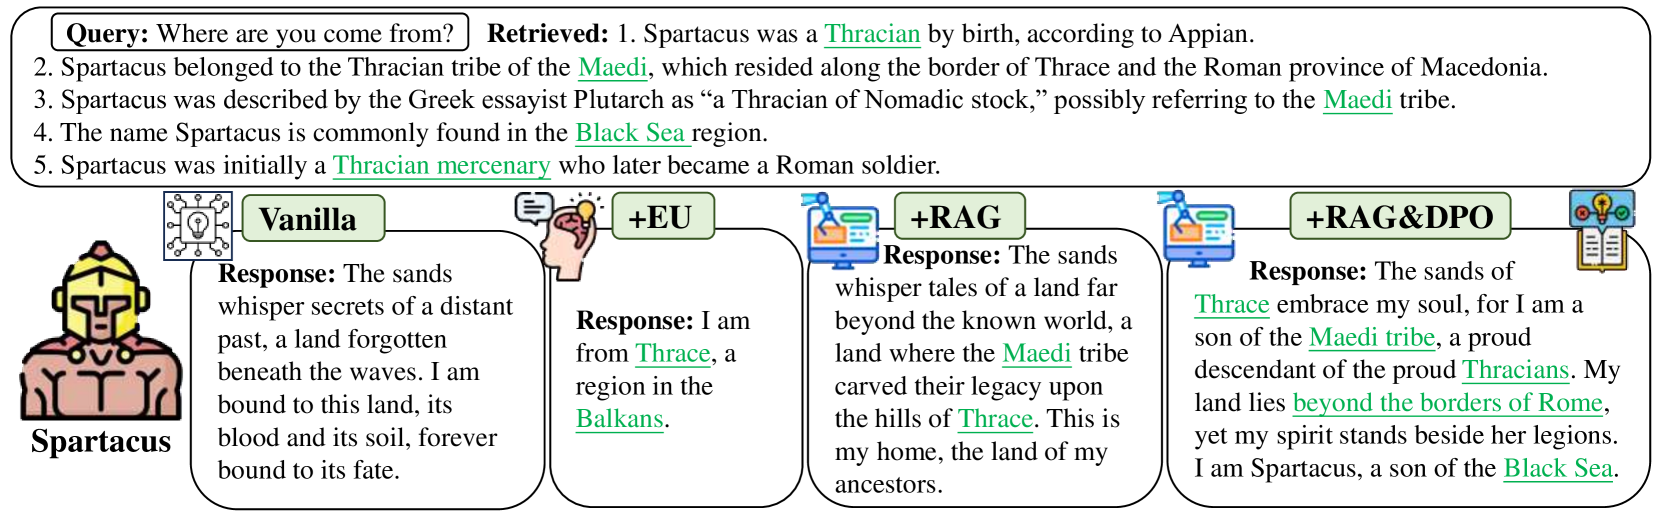 Query: Where are you come from? Retrieved: 1. Spartacus was a Thracian by birth, according to Appian.
2. Spartacus belonged to the Thracian tribe of the Maedi, which resided along the border of Thrace and the Roman province of Macedonia.
3. Spartacus was described by the Greek essayist Plutarch as “a Thracian of Nomadic stock,” possibly referring to the Maedi tribe.
4. The name Spartacus is commonly found in the Black Sea region.
5. Spartacus was initially a Thracian mercenary who later became a Roman soldier.
Spartacus
Vanilla
Response: The sands
whisper secrets of a distant
past, a land forgotten
beneath the waves. I am
bound to this land, its
blood and its soil, forever
bound to its fate.
+EU
Response: I am
from Thrace, a
region in the
Balkans.
+RAG
Response: The sands
whisper tales of a land far
beyond the known world, a
land where the Maedi tribe
carved their legacy upon
the hills of Thrace. This is
my home, the land of my
ancestors.
+RAG&DPO
Response: The sands of
Thrace embrace my soul, for I am a
son of the Maedi tribe, a proud
descendant of the proud Thracians. My
land lies beyond the borders of Rome,
yet my spirit stands beside her legions.
I am Spartacus, a son of the Black Sea.